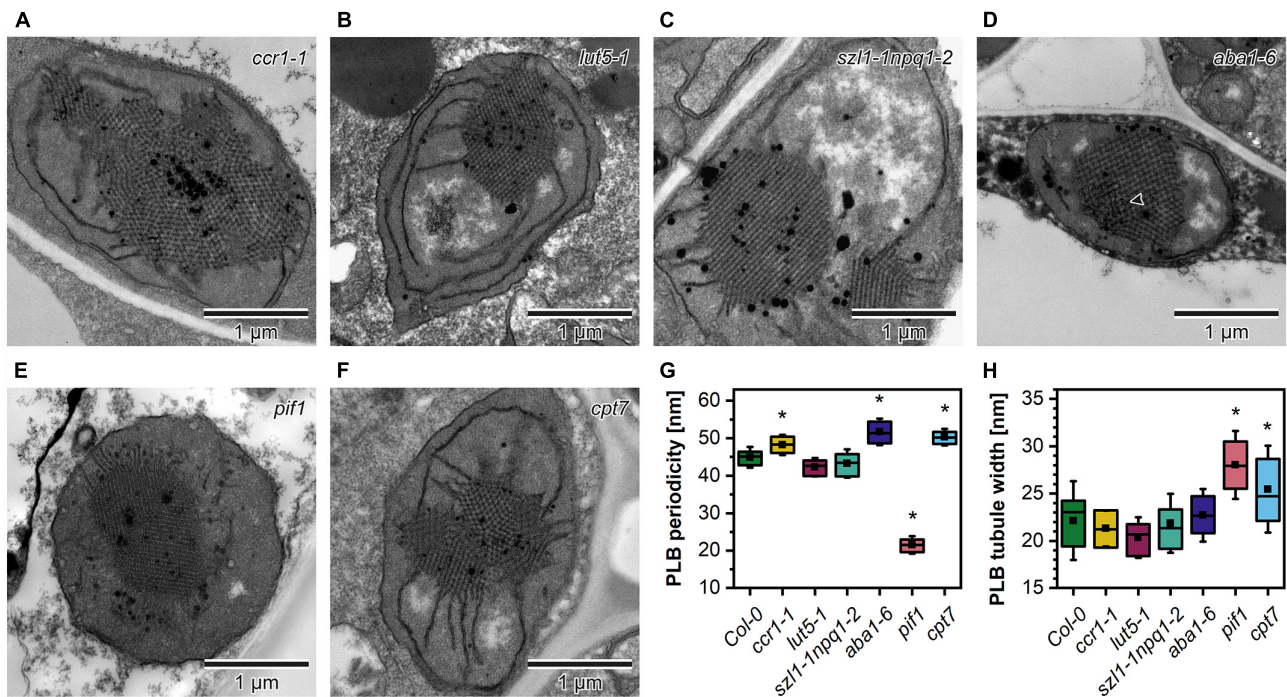 A
B
C
D
ccr1-1
lut5-1
szl1-1npq1-2
aba1-6
1 µm
1 µm
1 µm
1 µm
E
F
G
H
pif1
cpt7
1 µm
1 µm
PLB periodicity [nm]
60
50
40
30
20
10
*
*
*
*
Col-0
ccr1-1
lut5-1
szl1-1npq1-2
aba1-6
pif1
cpt7
PLB tubule width [nm]
35
30
25
20
15
*
*
Col-0
ccr1-1
lut5-1
szl1-1npq1-2
aba1-6
pif1
cpt7